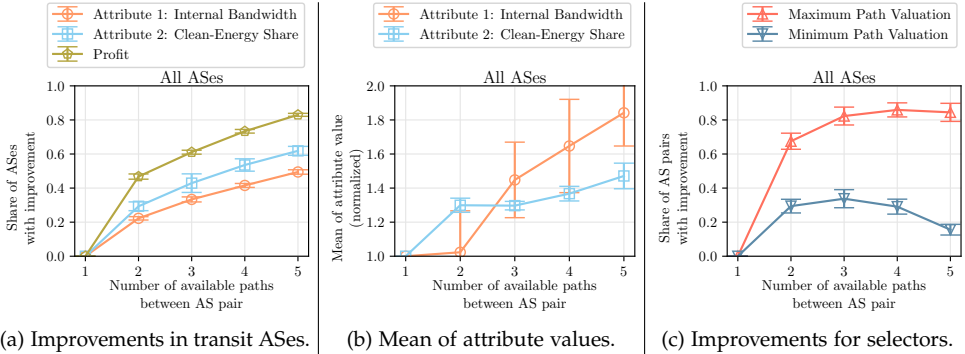 Attribute 1: Internal Bandwidth
Attribute 2: Clean-Energy Share
Profit
All ASes
Share of ASes
with improvement
1.0
0.8
0.6
0.4
0.2
0.0
1 2 3 4 5
Number of available paths
between AS pair
(a) Improvements in transit ASes.
Attribute 1: Internal Bandwidth
Attribute 2: Clean-Energy Share
All ASes
Mean of attribute value
(normalized)
2.0
1.8
1.6
1.4
1.2
1.0
1 2 3 4 5
Number of available paths
between AS pair
(b) Mean of attribute values.
Maximum Path Valuation
Minimum Path Valuation
All ASes
Share of AS pairs
with improvement
1.0
0.8
0.6
0.4
0.2
0.0
1 2 3 4 5
Number of available paths
between AS pair
(c) Improvements for selectors.